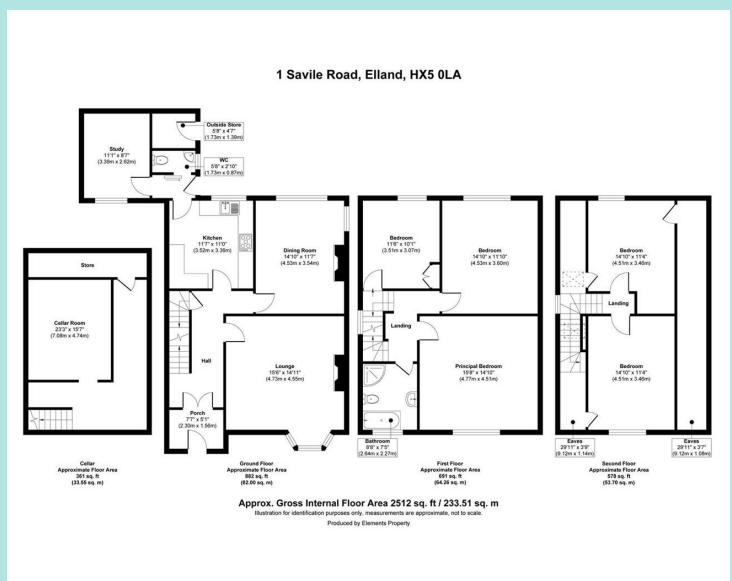 1 Savile Road, Elland, HX5 0LA
Outside Store
5'8" x 4'7"
(1.73m x 1.39m)
Study
11'1" x 8'7"
(3.39m x 2.62m)
WC
5'8" x 2'10"
(1.73m x 0.87m)
Kitchen
11'7" x 11'0"
(3.52m x 3.36m)
Dining Room
14'10" x 11'7"
(4.53m x 3.54m)
Bedroom
11'6" x 10'1"
(3.51m x 3.07m)
Bedroom
14'10" x 11'10"
(4.53m x 3.60m)
Bedroom
14'10" x 11'4"
(4.51m x 3.46m)
Store
Cellar Room
23'3" x 15'7"
(7.08m x 4.74m)
Landing
Landing
Hall
Lounge
15'6" x 14'11"
(4.73m x 4.55m)
Principal Bedroom
15'8" x 14'10"
(4.77m x 4.51m)
Bedroom
14'10" x 11'4"
(4.51m x 3.46m)
Porch
7'7" x 5'1"
(2.30m x 1.56m)
Bathroom
8'8" x 7'5"
(2.64m x 2.27m)
Eaves
29'11" x 3'9"
(9.12m x 1.14m)
Eaves
29'11" x 3'7"
(9.12m x 1.08m)
Cellar
Approximate Floor Area
361 sq. ft
(33.55 sq. m)
Ground Floor
Approximate Floor Area
882 sq. ft
(82.00 sq. m)
First Floor
Approximate Floor Area
691 sq. ft
(64.26 sq. m)
Second Floor
Approximate Floor Area
578 sq. ft
(53.70 sq. m)
Approx. Gross Internal Floor Area 2512 sq. ft / 233.51 sq. m
Illustration for identification purposes only, measurements are approximate, not to scale.
Produced by Elements Property